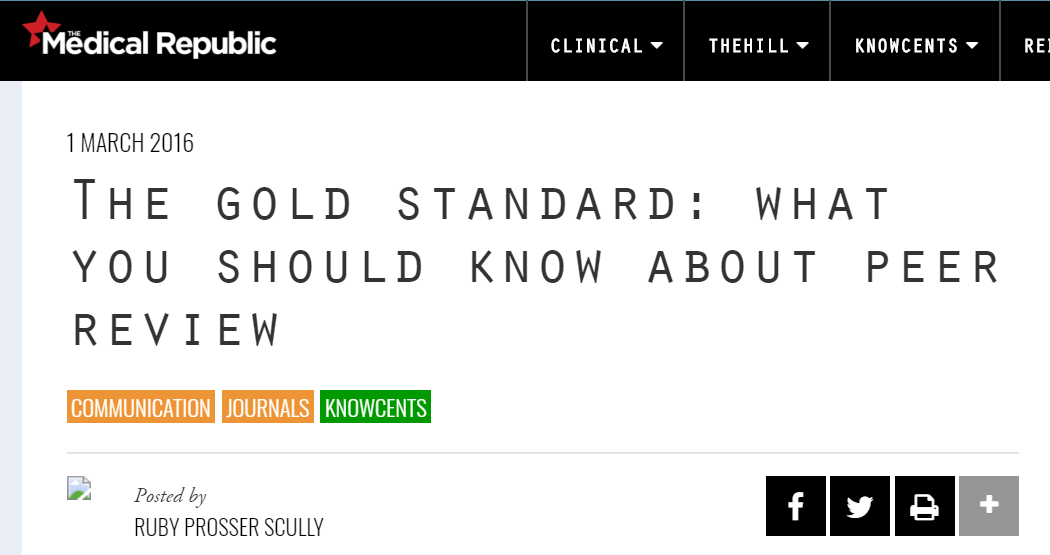 THE Medical Republic
CLINICAL
THEHILL
KNOWCENTS
1 MARCH 2016
The gold standard: what
you should know about peer
review
COMMUNICATION JOURNALS KNOWCENTS
Posted by
RUBY PROSSER SCULLY